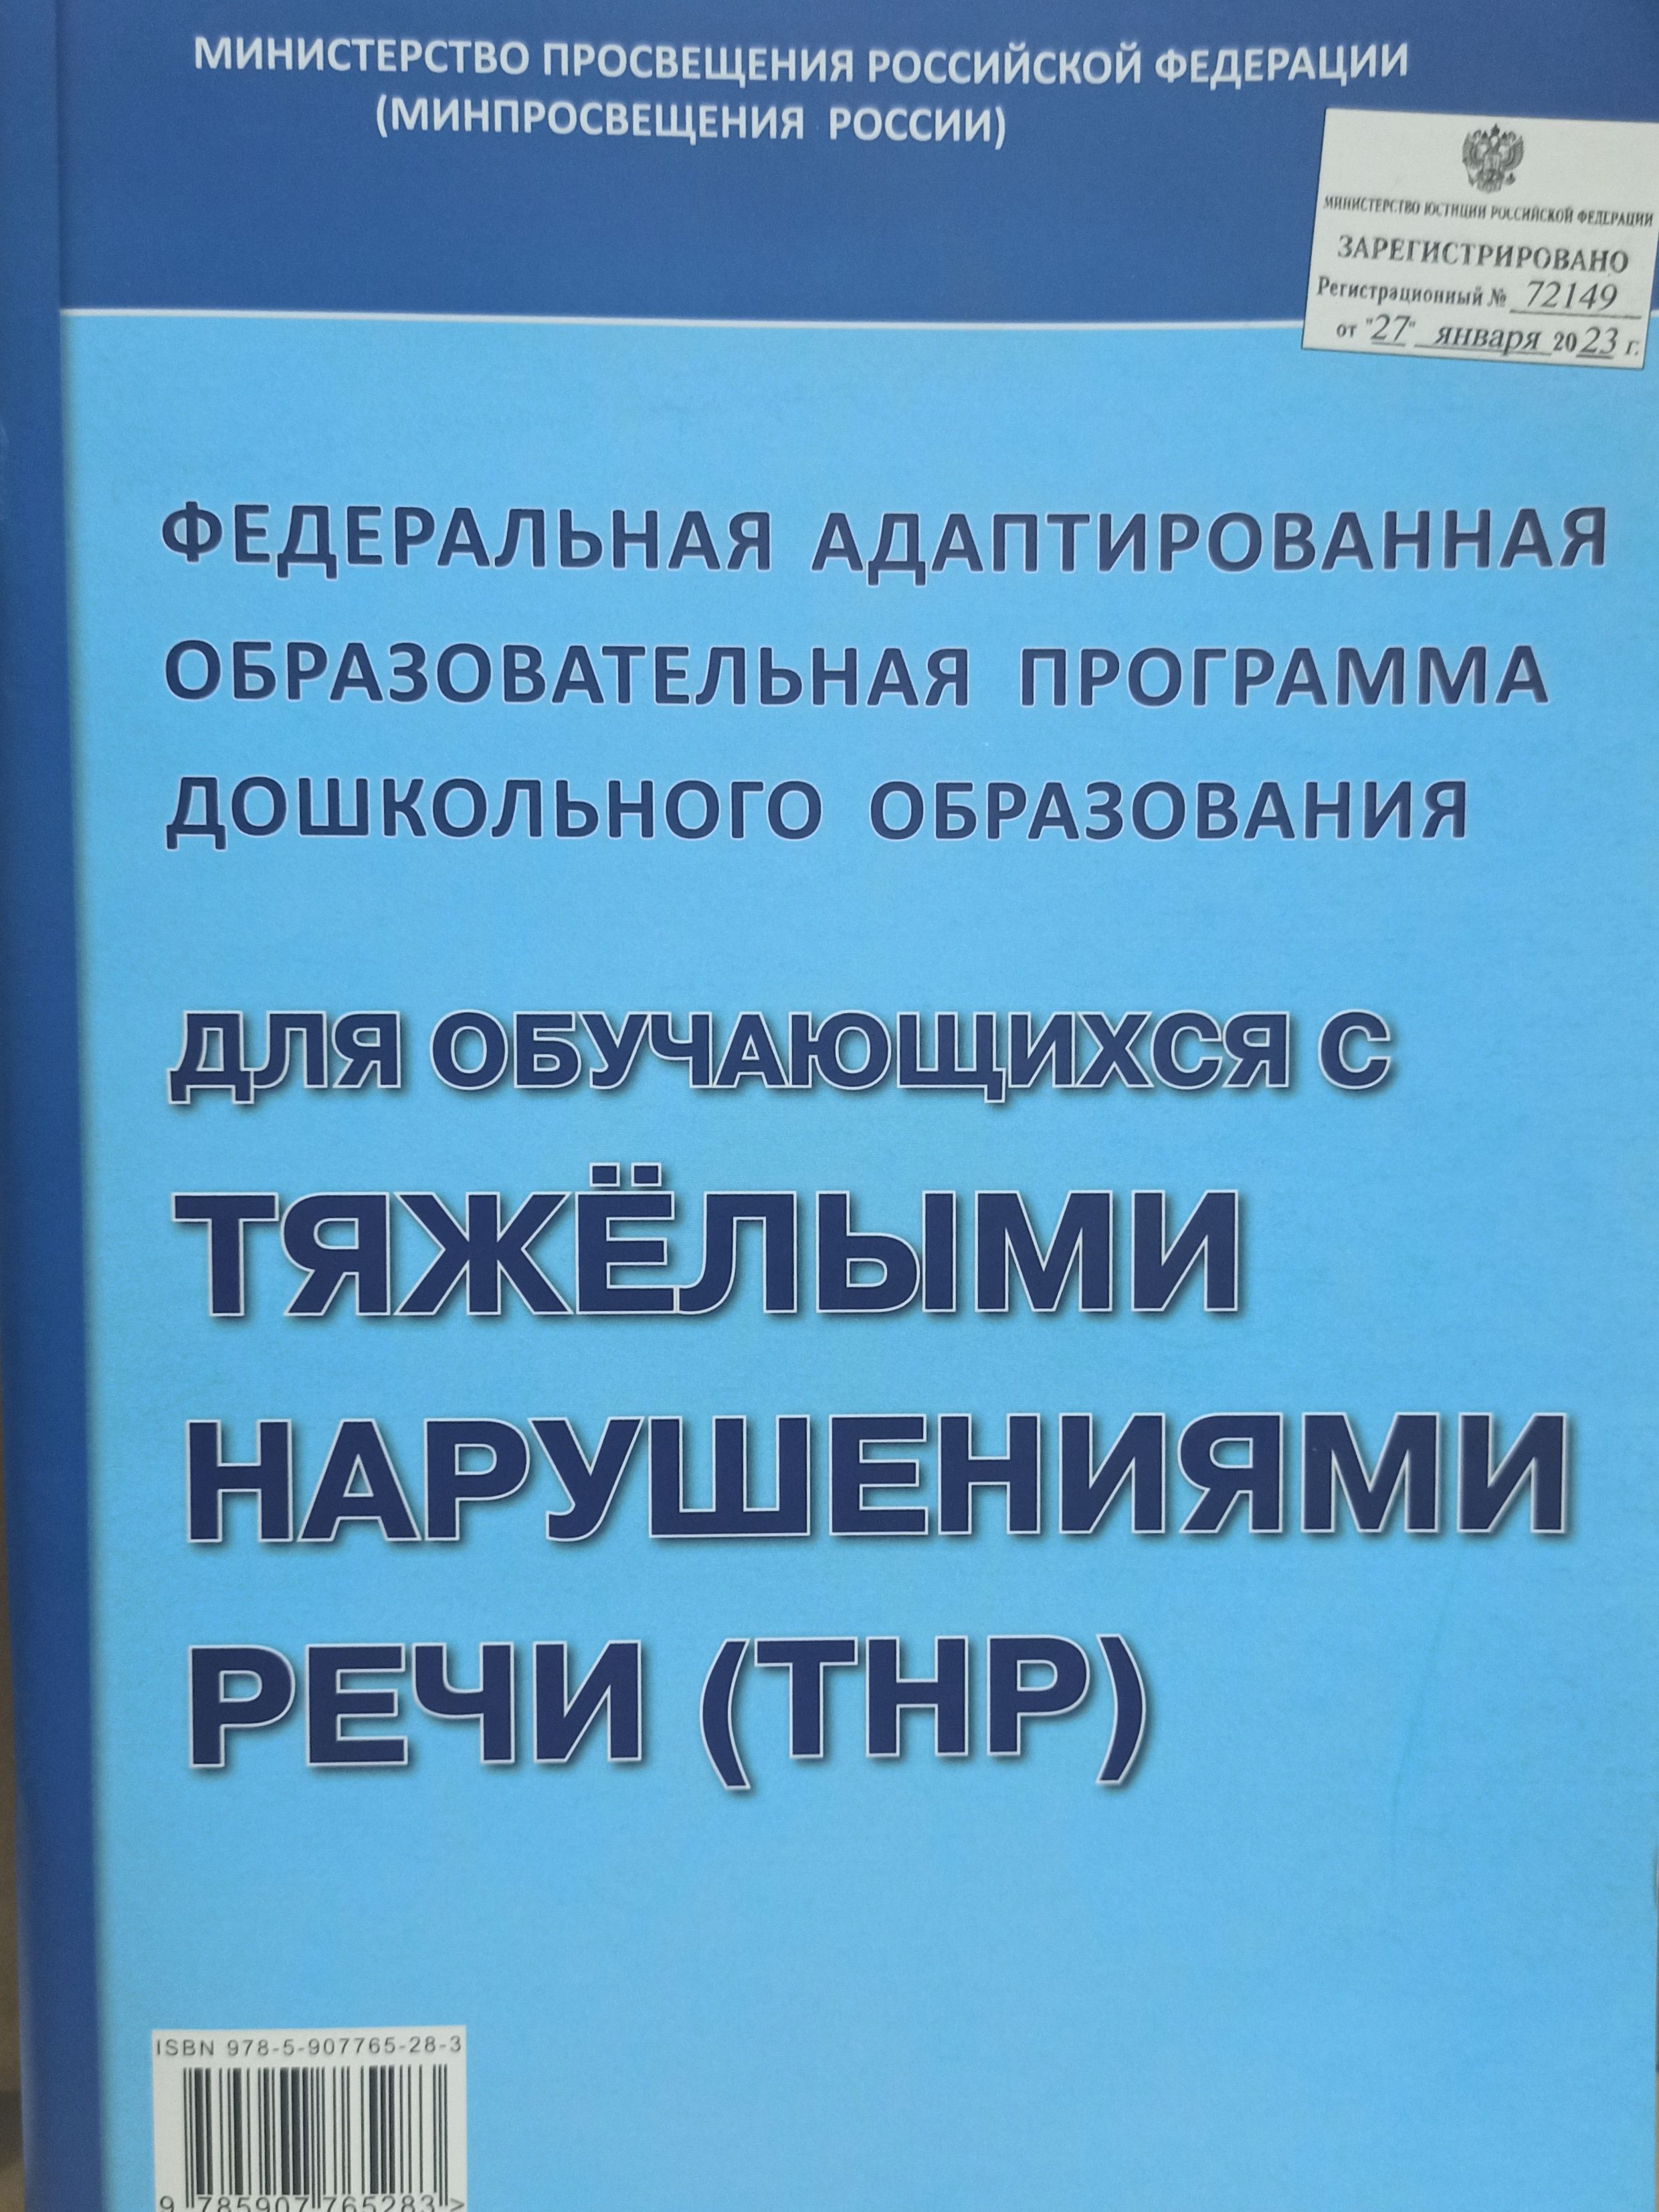 МИНИСТЕРСТВО ПРОСВЕЩЕНИЯ РОССИЙСКОЙ ФЕДЕРАЦИИ
(МИНПРОСВЕЩЕНИЯ РОССИИ)
МИНИСТЕРСТВО ЮСТИЦИИ РОССИЙСКОЙ ФЕДЕРАЦИИ
ЗАРЕГИСТРИРОВАНО
Регистрационный № 72149
от "27" января 2023 г.
ФЕДЕРАЛЬНАЯ АДАПТИРОВАННАЯ
ОБРАЗОВАТЕЛЬНАЯ ПРОГРАММА
ДОШКОЛЬНОГО ОБРАЗОВАНИЯ
ДЛЯ ОБУЧАЮЩИХСЯ С
ТЯЖЁЛЫМИ
НАРУШЕНИЯМИ
РЕЧИ (ТНР)
ISBN 978-5-907765-28-3
9 785907 765283 >